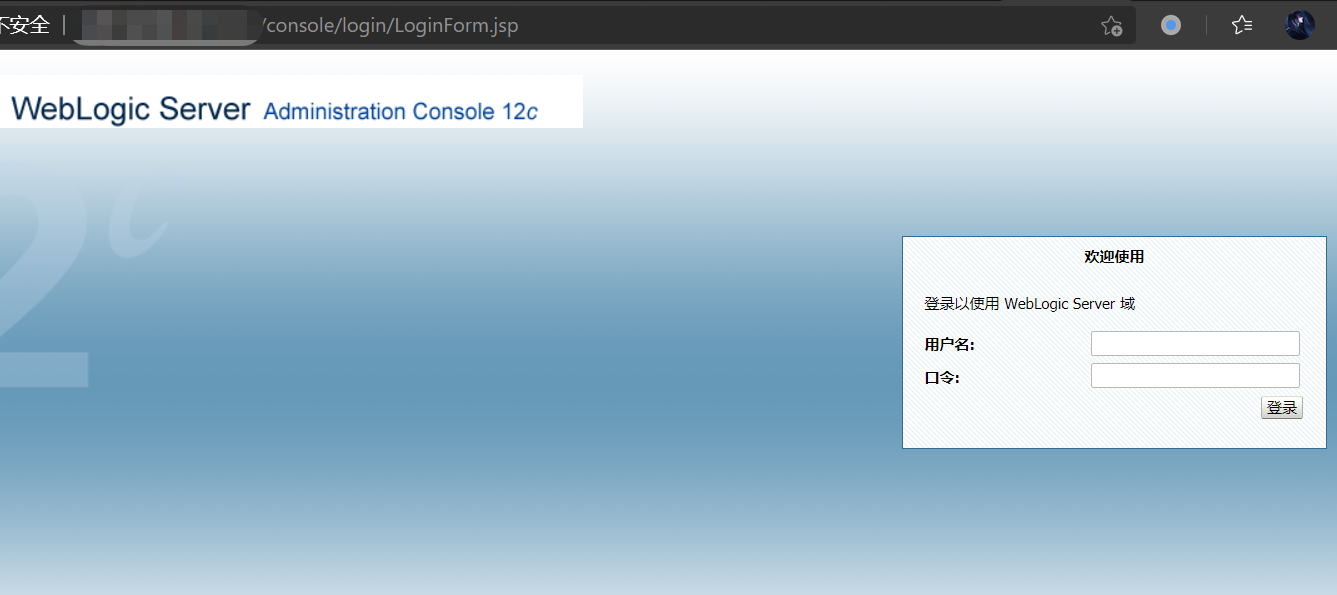 不安全 | /console/login/LoginForm.jsp
WebLogic Server Administration Console 12c
欢迎使用
登录以使用 WebLogic Server 域
用户名:
口令:
登录